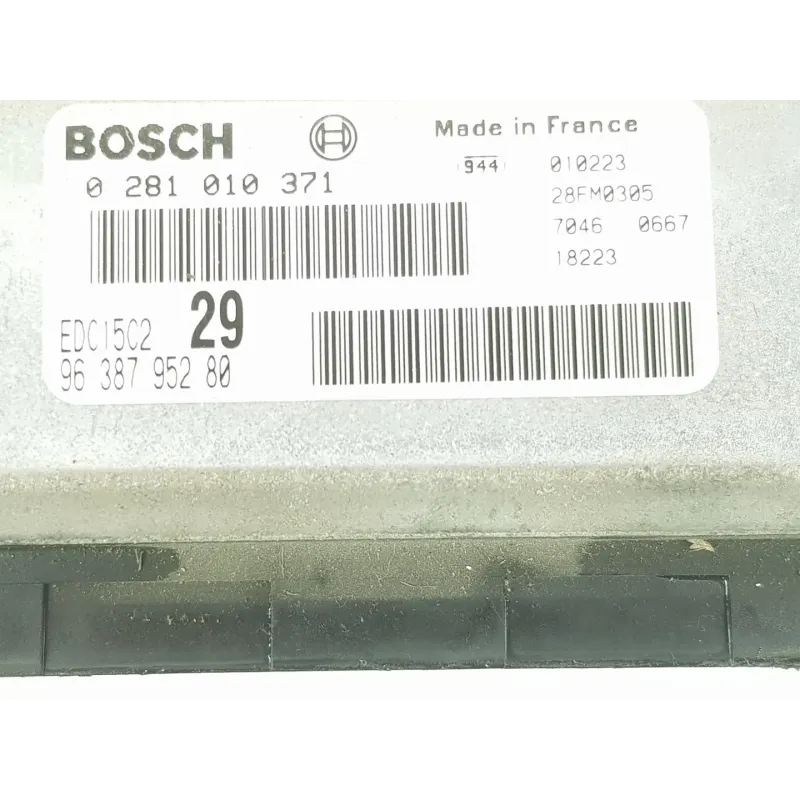 BOSCH
Made in France
944 010223
0 281 010 371
28FM0305
7046 0667
18223
29
EDC15C2
96 387 952 80